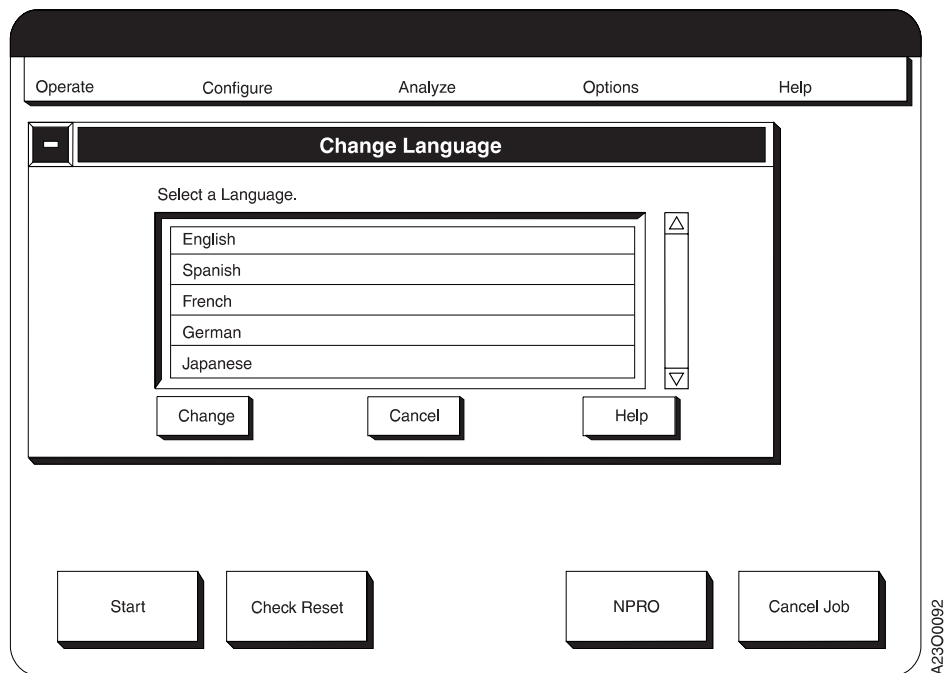 Operate Configure Analyze Options Help
Change Language
Select a Language.
English
Spanish
French
German
Japanese
Change Cancel Help
Start Check Reset NPRO Cancel Job
A23O0092